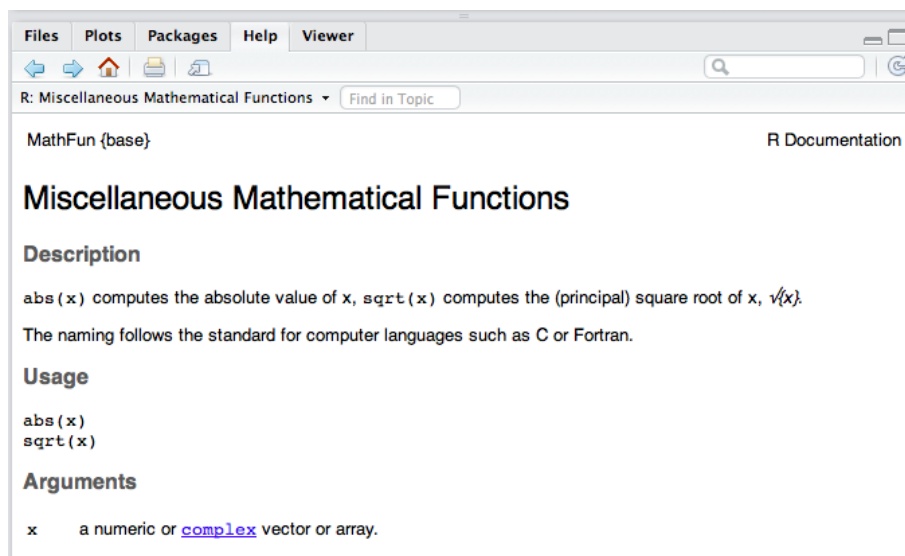 Files Plots Packages Help Viewer
R: Miscellaneous Mathematical Functions Find in Topic
MathFun {base} R Documentation
Miscellaneous Mathematical Functions
Description
abs(x) computes the absolute value of x, sqrt(x) computes the (principal) square root of x, √{x}.
The naming follows the standard for computer languages such as C or Fortran.
Usage
abs(x)
sqrt(x)
Arguments
x a numeric or complex vector or array.